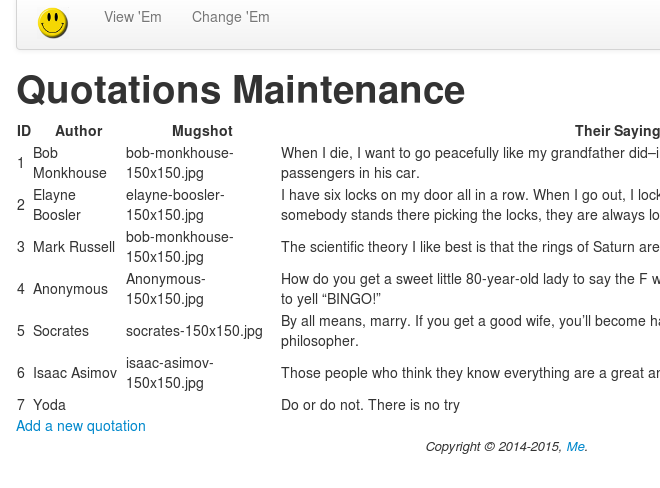 View 'Em Change 'Em
Quotations Maintenance
ID Author Mugshot Their Saying
1 Bob Monkhouse bob-monkhouse-150x150.jpg When I die, I want to go peacefully like my grandfather did–i
passengers in his car.
2 Elayne Boosler elayne-boosler-150x150.jpg I have six locks on my door all in a row. When I go out, I lock
somebody stands there picking the locks, they are always lo
3 Mark Russell bob-monkhouse-150x150.jpg The scientific theory I like best is that the rings of Saturn are
4 Anonymous Anonymous-150x150.jpg How do you get a sweet little 80-year-old lady to say the F w
to yell “BINGO!”
5 Socrates socrates-150x150.jpg By all means, marry. If you get a good wife, you’ll become ha
philosopher.
6 Isaac Asimov isaac-asimov-150x150.jpg Those people who think they know everything are a great an
7 Yoda Do or do not. There is no try
Add a new quotation
Copyright © 2014-2015, Me.